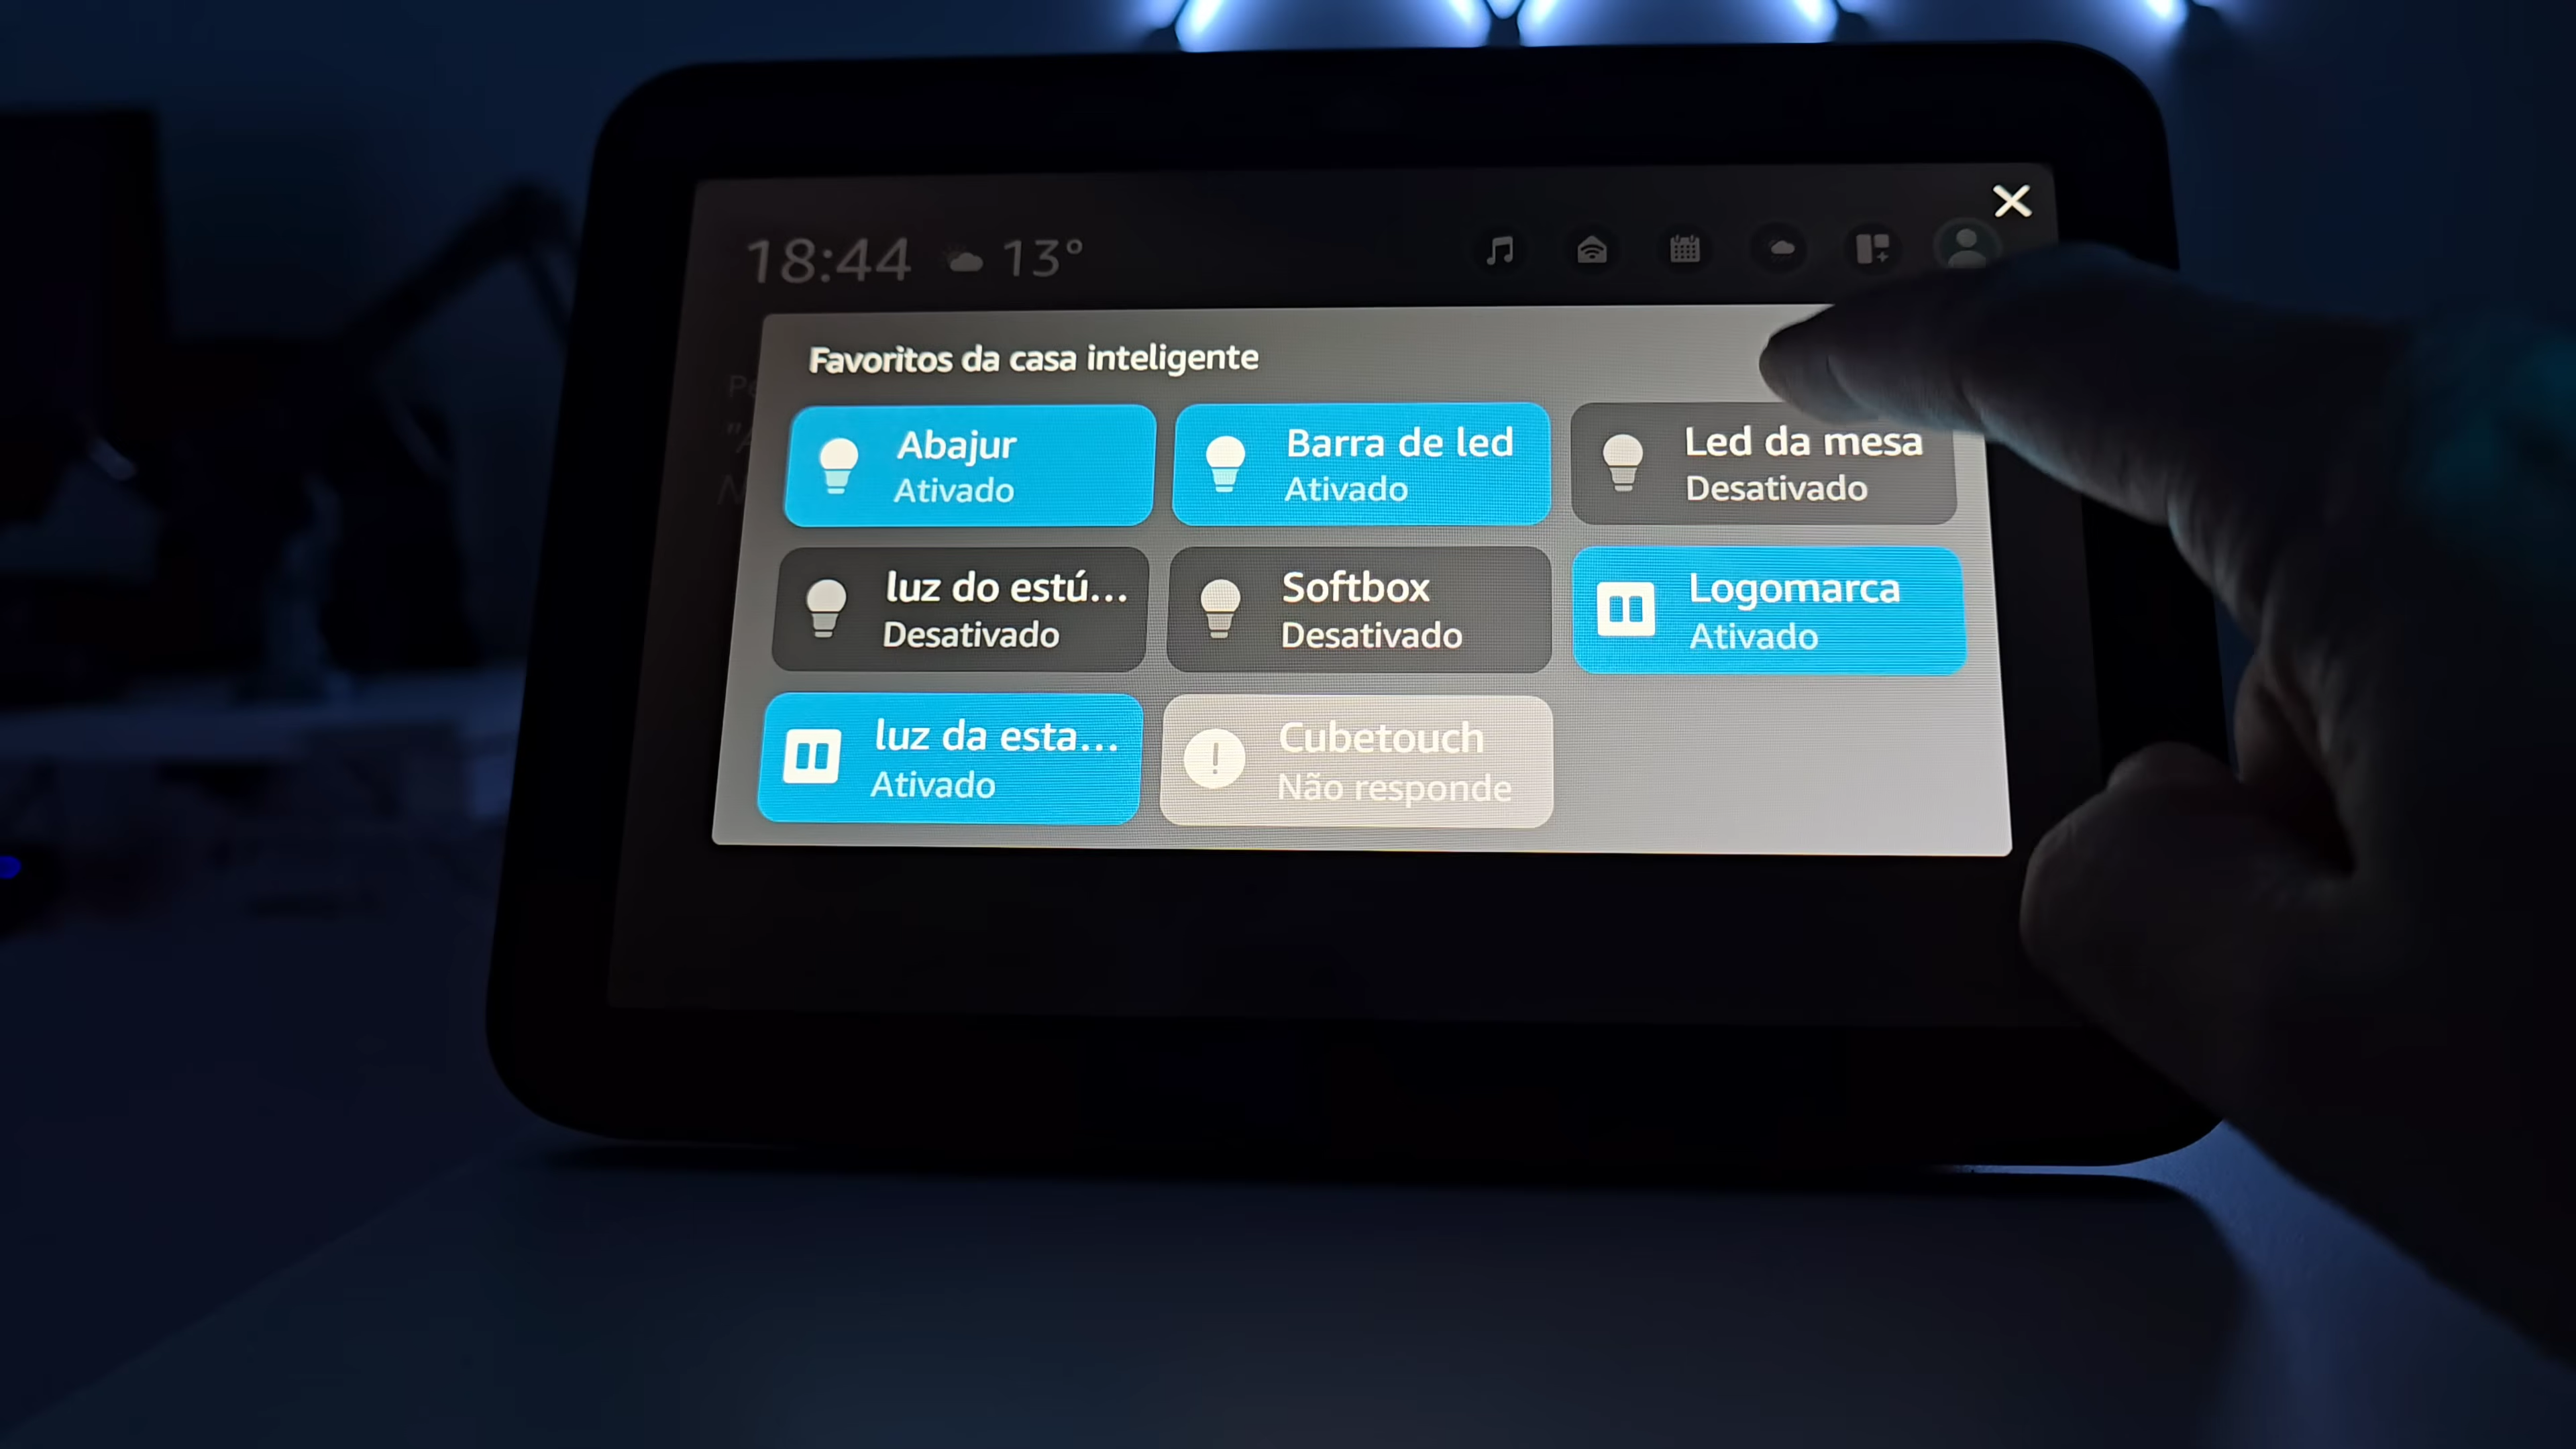 18:44 13°
Favoritos da casa inteligente
Abajur
Ativado
Barra de led
Ativado
Led da mesa
Desativado
luz do estú...
Desativado
Softbox
Desativado
Logomarca
Ativado
luz da esta...
Ativado
Cubetouch
Não responde